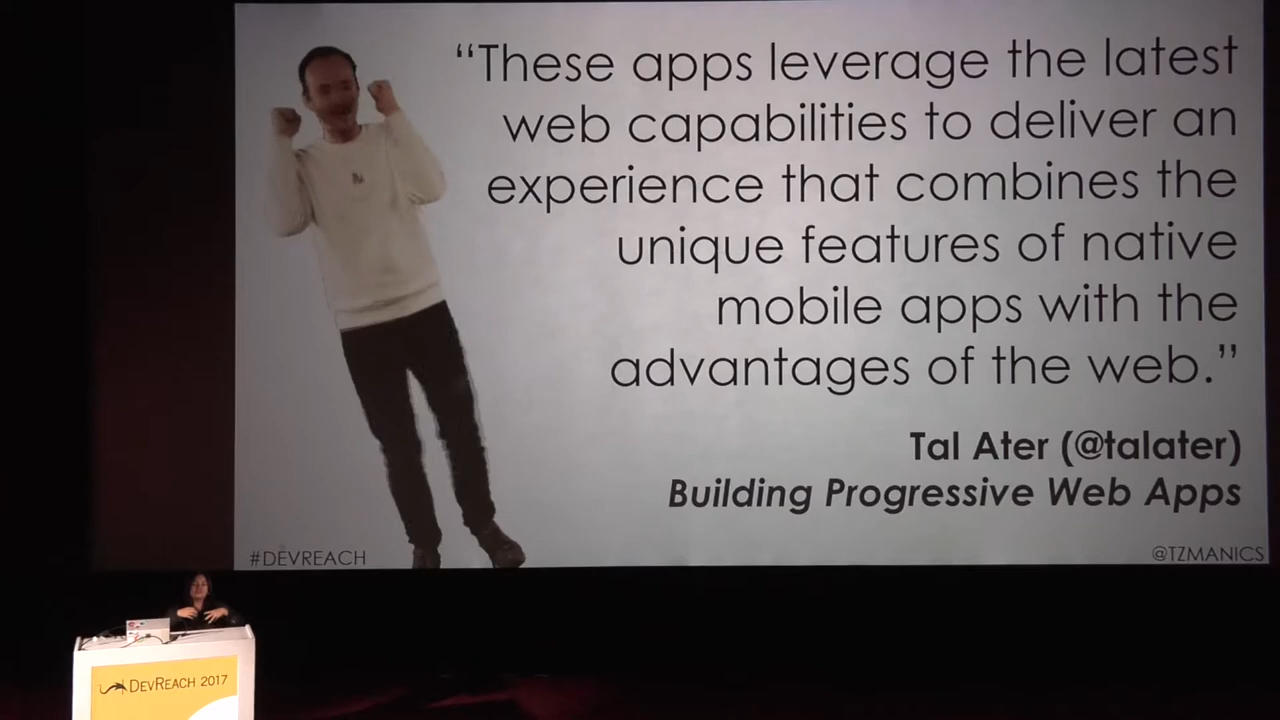 “These apps leverage the latest
web capabilities to deliver an
experience that combines the
unique features of native
mobile apps with the
advantages of the web.”
Tal Ater (@talater)
Building Progressive Web Apps
#DEVREACH
@TZMANICS
DEVREACH 2017